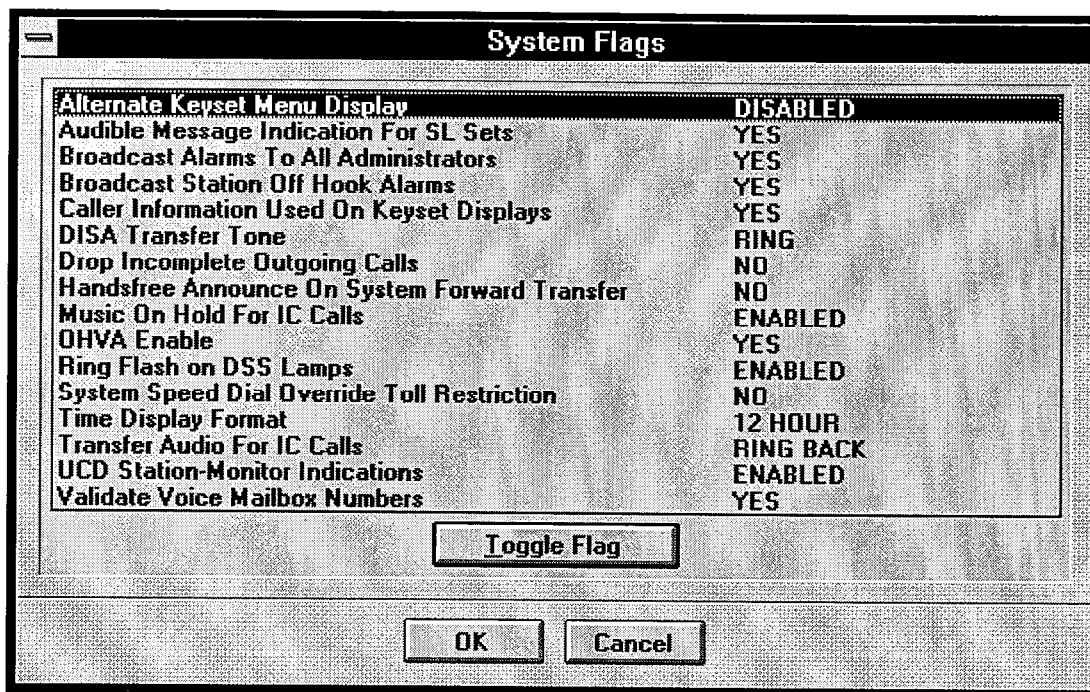 System Flags
Alternate Keyset Menu Display DISABLED
Audible Message Indication For SL Sets YES
Broadcast Alarms To All Administrators YES
Broadcast Station Off Hook Alarms YES
Caller Information Used On Keyset Displays YES
DISA Transfer Tone RING
Drop Incomplete Outgoing Calls NO
Handsfree Announce On System Forward Transfer NO
Music On Hold For IC Calls ENABLED
OHVA Enable YES
Ring Flash on DSS Lamps ENABLED
System Speed Dial Override Toll Restriction NO
Time Display Format 12 HOUR
Transfer Audio For IC Calls RING BACK
UCD Station-Monitor Indications ENABLED
Validate Voice Mailbox Numbers YES
Toggle Flag
OK Cancel